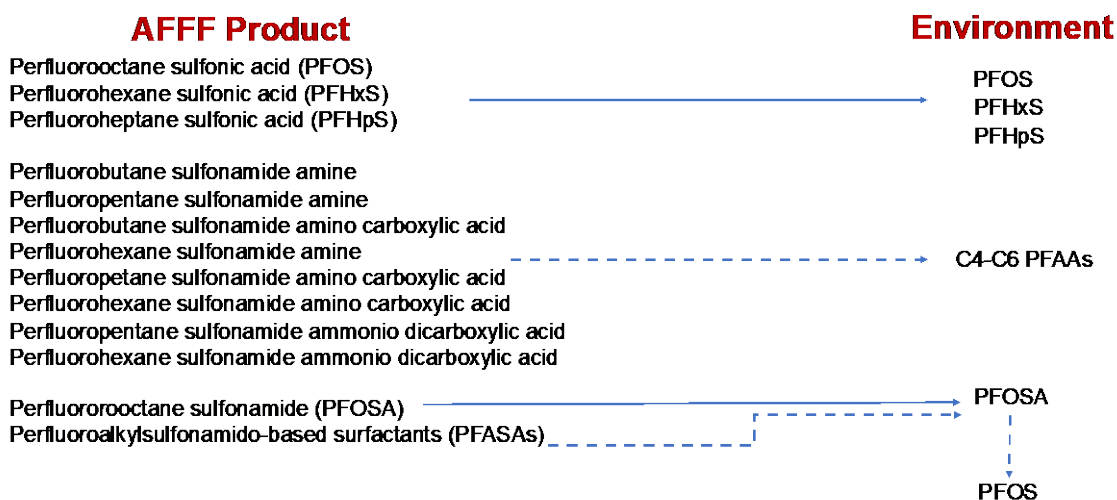 AFFF Product
Environment
Perfluorooctane sulfonic acid (PFOS)
Perfluorohexane sulfonic acid (PFHxS)
Perfluoroheptane sulfonic acid (PFHpS)
PFOS
PFHxS
PFHpS
Perfluorobutane sulfonamide amine
Perfluoropentane sulfonamide amine
Perfluorobutane sulfonamide amino carboxylic acid
Perfluorohexane sulfonamide amine
Perfluoropetane sulfonamide amino carboxylic acid
Perfluorohexane sulfonamide amino carboxylic acid
Perfluoropentane sulfonamide ammonio dicarboxylic acid
Perfluorohexane sulfonamide ammonio dicarboxylic acid
C4-C6 PFAAs
Perfluororooctane sulfonamide (PFOSA)
Perfluoroalkylsulfonamido-based surfactants (PFASAs)
PFOSA
PFOS